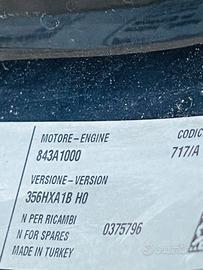 MOTORE-ENGINE CODIC
843A1000 717/A
VERSIONE-VERSION
356HXA1B H0
N PER RICAMBI
N FOR SPARES 0375796
MADE IN TURKEY